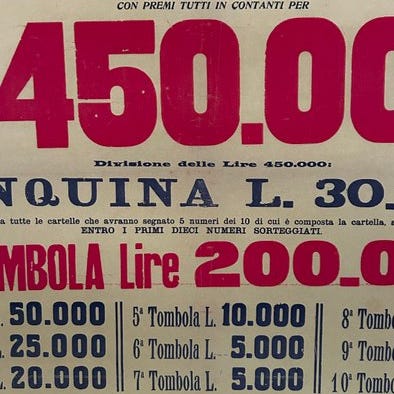 CON PREMI TUTTI IN CONTANTI PER
450.00
Divisione delle Lire 450.000:
NQUINA L. 30.
a tutte le cartelle che avranno segnato 5 numeri dei 10 di cui è composta la cartella, s
ENTRO I PRIMI DIECI NUMERI SORTEGGIATI.
MBOLA Lire 200.0
. 50.000 5ª Tombola L. 10.000 8ª Tombo
. 25.000 6ª Tombola L. 5.000 9ª Tombo
. 20.000 7ª Tombola L. 5.000 10ª Tombo